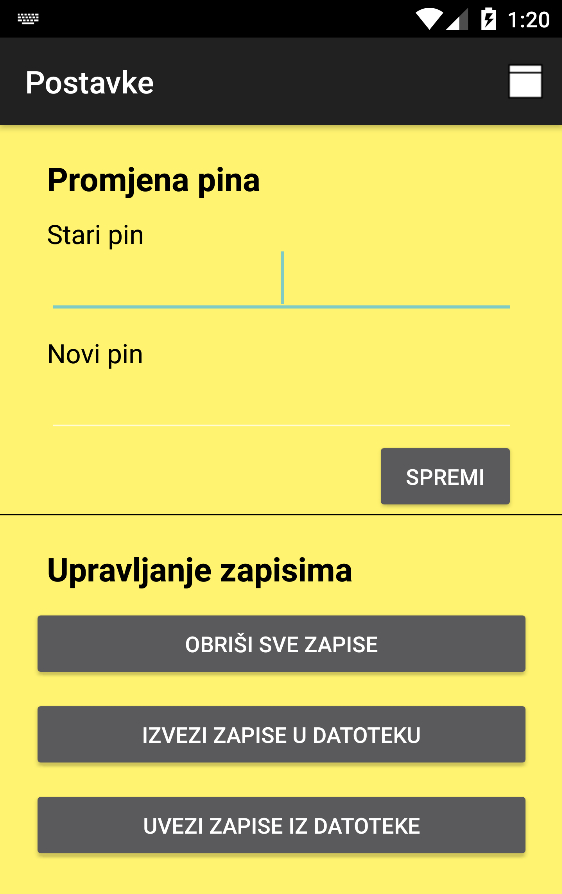 1:20
Postavke
Promjena pina
Stari pin
Novi pin
SPREMI
Upravljanje zapisima
OBRIŠI SVE ZAPISE
IZVEZI ZAPISE U DATOTEKU
UVEZI ZAPISE IZ DATOTEKE